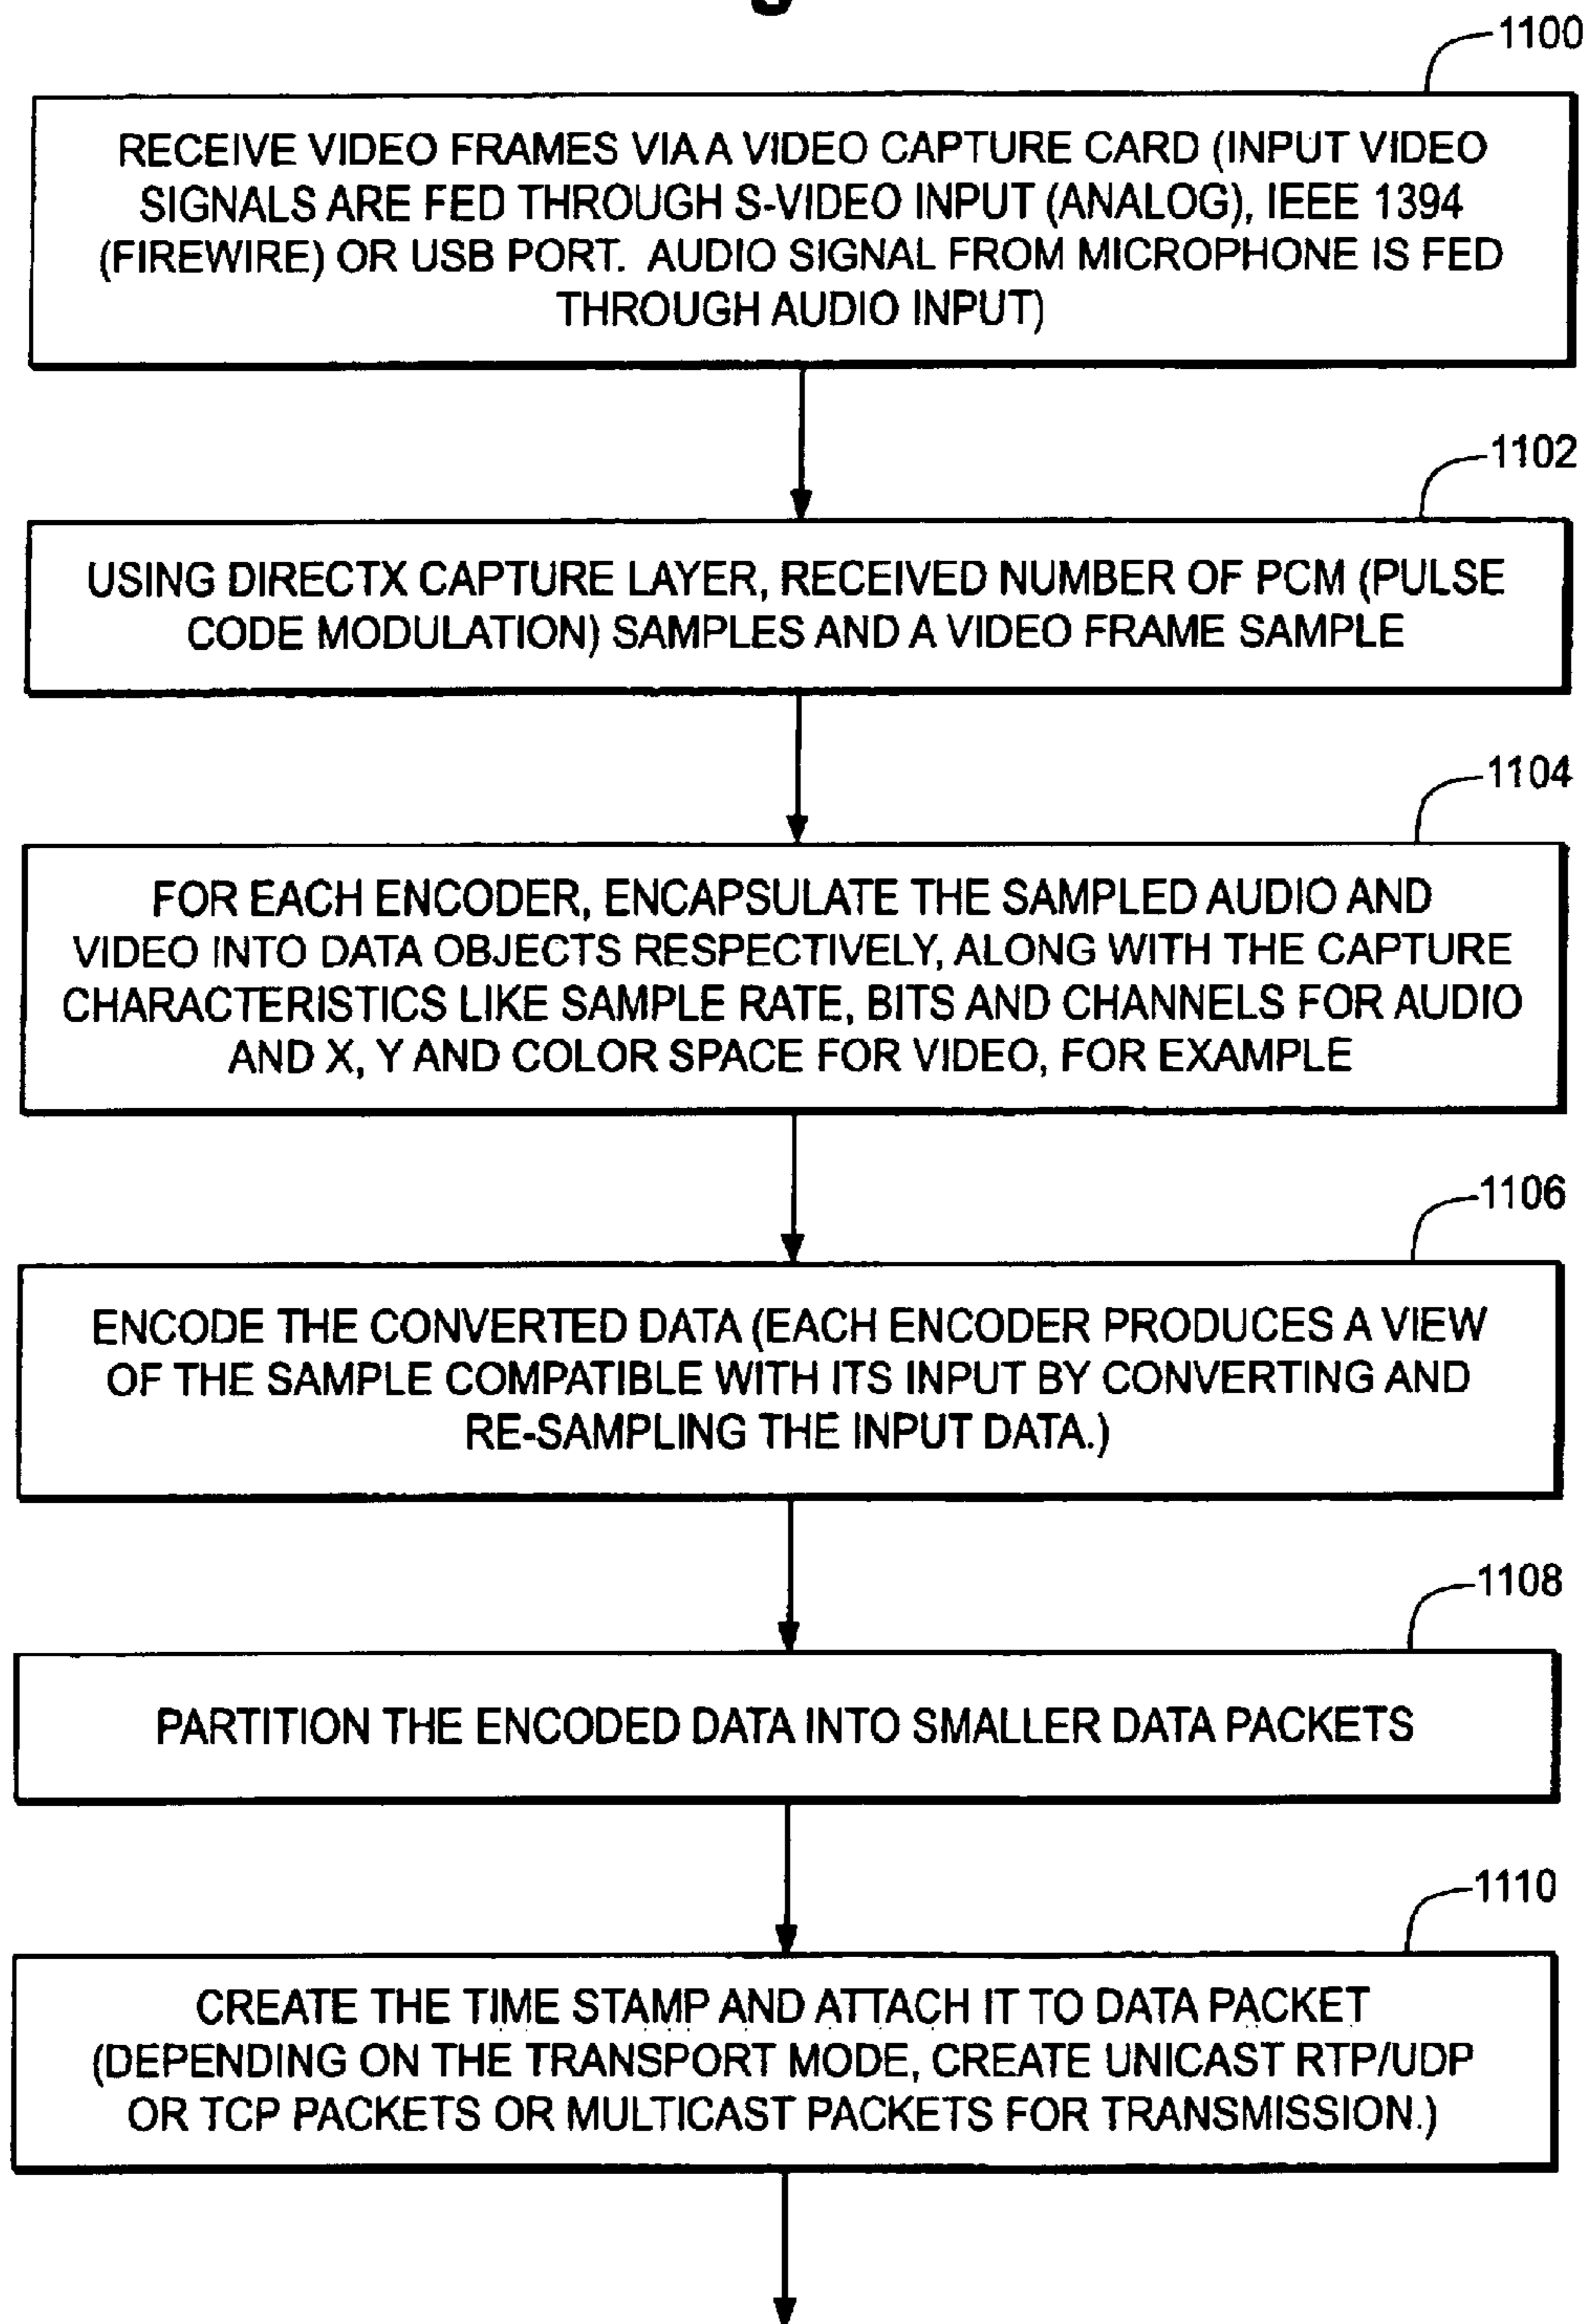 1100
RECEIVE VIDEO FRAMES VIA A VIDEO CAPTURE CARD (INPUT VIDEO
SIGNALS ARE FED THROUGH S-VIDEO INPUT (ANALOG), IEEE 1394
(FIREWIRE) OR USB PORT. AUDIO SIGNAL FROM MICROPHONE IS FED
THROUGH AUDIO INPUT)
1102
USING DIRECTX CAPTURE LAYER, RECEIVED NUMBER OF PCM (PULSE
CODE MODULATION) SAMPLES AND A VIDEO FRAME SAMPLE
1104
FOR EACH ENCODER, ENCAPSULATE THE SAMPLED AUDIO AND
VIDEO INTO DATA OBJECTS RESPECTIVELY, ALONG WITH THE CAPTURE
CHARACTERISTICS LIKE SAMPLE RATE, BITS AND CHANNELS FOR AUDIO
AND X, Y AND COLOR SPACE FOR VIDEO, FOR EXAMPLE
1106
ENCODE THE CONVERTED DATA (EACH ENCODER PRODUCES A VIEW
OF THE SAMPLE COMPATIBLE WITH ITS INPUT BY CONVERTING AND
RE-SAMPLING THE INPUT DATA.)
1108
PARTITION THE ENCODED DATA INTO SMALLER DATA PACKETS
1110
CREATE THE TIME STAMP AND ATTACH IT TO DATA PACKET
(DEPENDING ON THE TRANSPORT MODE, CREATE UNICAST RTP/UDP
OR TCP PACKETS OR MULTICAST PACKETS FOR TRANSMISSION.)